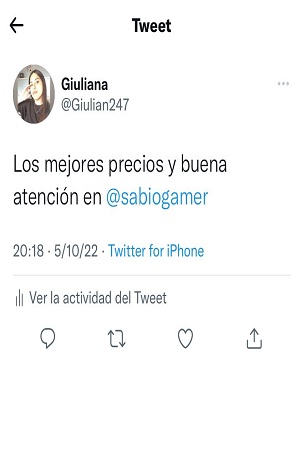 Tweet
Giuliana
@Giulian247
Los mejores precios y buena
atención en @sabiogamer
20:18 · 5/10/22 · Twitter for iPhone
Ver la actividad del Tweet